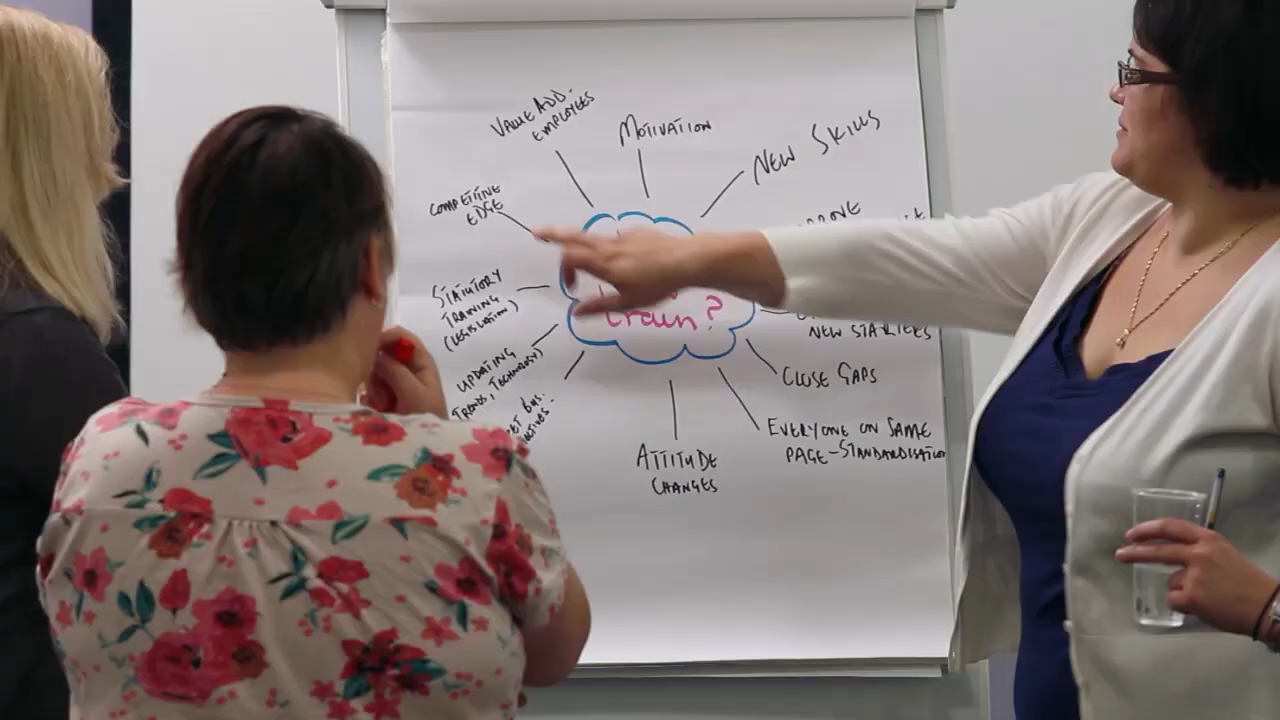 VALUE ADD-
EMPLOYEES
MOTIVATION
NEW SKILLS
COMPETITIVE
EDGE
STATUTORY
TRAINING
(LEGISLATION)
train?
NEW STARTERS
UPDATING
TRENDS, TECHNOLOGY)
CLOSE GAPS
EVERYONE ON SAME
PAGE-STANDARDISATION
ATTITUDE
CHANGES